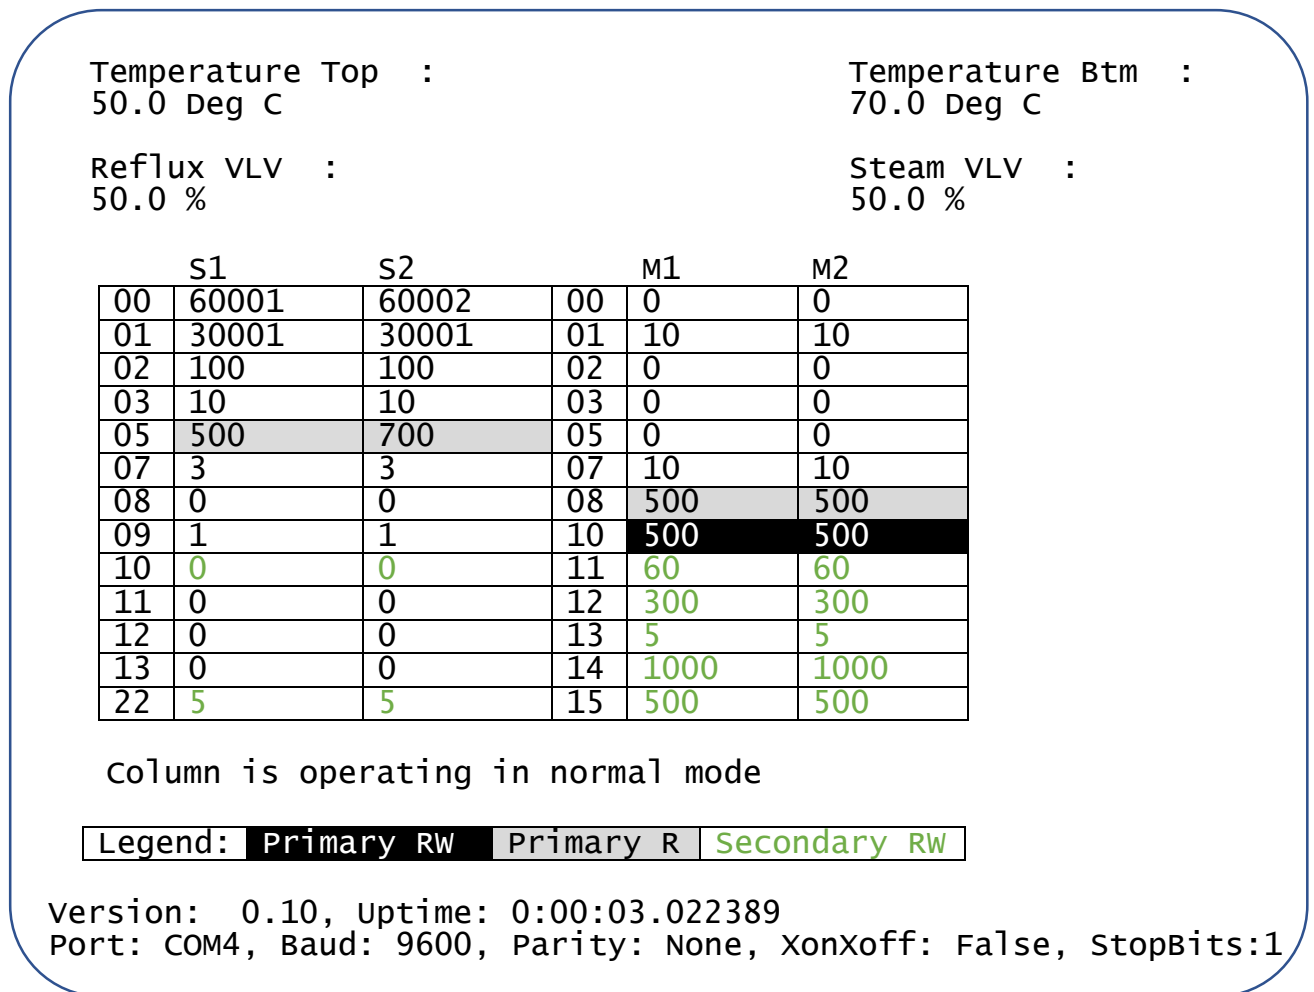 Temperature Top  :    Temperature Btm  :
50.0 Deg C    70.0 Deg C
Reflux VLV  :    Steam VLV  :
50.0 %    50.0 %
S1    S2    M1    M2
00    60001    60002    00    0    0
01    30001    30001    01    10    10
02    100    100    02    0    0
03    10    10    03    0    0
05    500    700    05    0    0
07    3    3    07    10    10
08    0    0    08    500    500
09    1    1    10    500    500
10    0    0    11    60    60
11    0    0    12    300    300
12    0    0    13    5    5
13    0    0    14    1000    1000
22    5    5    15    500    500
Column is operating in normal mode
Legend: Primary RW    Primary R    Secondary RW
Version:  0.10, Uptime: 0:00:03.022389
Port: COM4, Baud: 9600, Parity: None, XonXoff: False, StopBits:1